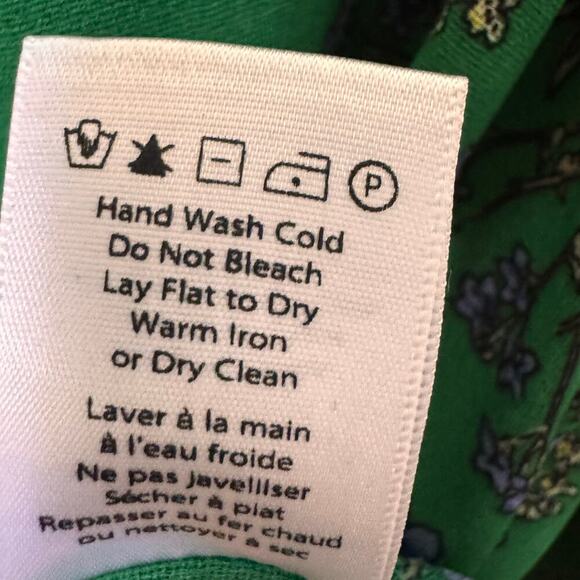 P
Hand Wash Cold
Do Not Bleach
Lay Flat to Dry
Warm Iron
or Dry Clean
Laver à la main
à l'eau froide
Ne pas javelliser
Sécher à plat
Repasser au fer chaud
ou nettoyer à sec